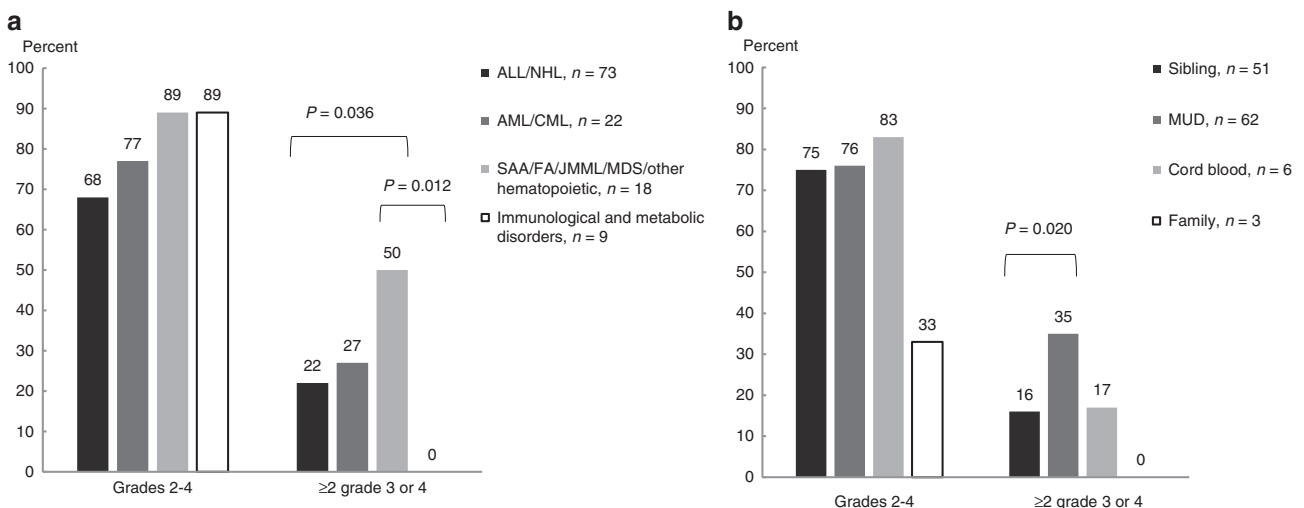 a
Percent
100
90
80
70
60
50
40
30
20
10
0
68
77
89
89
22
27
50
0
P = 0.036
P = 0.012
Grades 2-4
≥2 grade 3 or 4
ALL/NHL, n = 73
AML/CML, n = 22
SAA/FA/JMML/MDS/other
hematopoietic, n = 18
Immunological and metabolic
disorders, n = 9
b
Percent
100
90
80
70
60
50
40
30
20
10
0
75
76
83
33
16
35
17
0
P = 0.020
Grades 2-4
≥2 grade 3 or 4
Sibling, n = 51
MUD, n = 62
Cord blood, n = 6
Family, n = 3